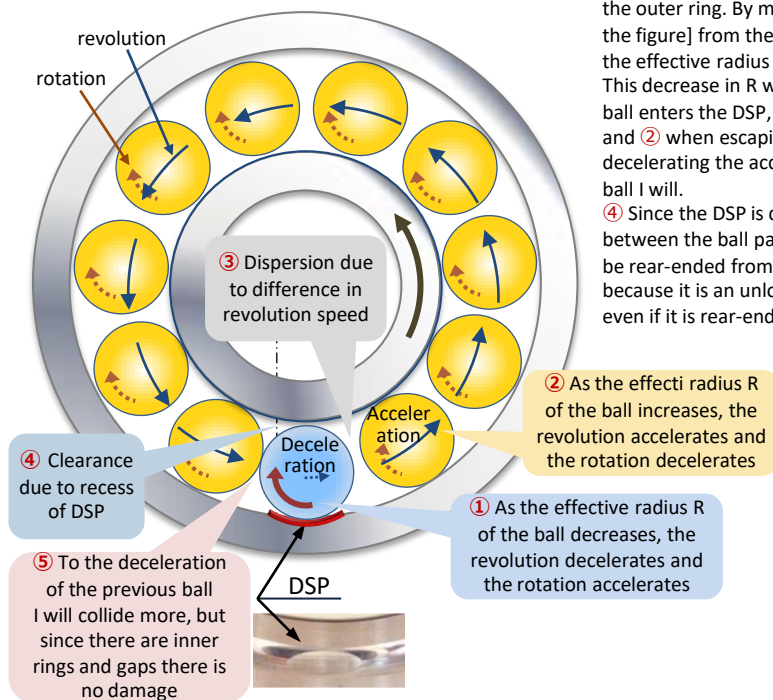 revolution
rotation
the outer ring. By m
the figure] from the
the effective radius
This decrease in R w
ball enters the DSP,
and ② when escapi
decelerating the acc
ball I will.
④ Since the DSP is c
between the ball pa
be rear-ended from
because it is an unlo
even if it is rear-end
③ Dispersion due
to difference in
revolution speed
② As the effecti radius R
of the ball increases, the
revolution accelerates and
the rotation decelerates
Acceler
ation
Decele
ration
④ Clearance
due to recess
of DSP
① As the effective radius R
of the ball decreases, the
revolution decelerates and
the rotation accelerates
⑤ To the deceleration
of the previous ball
I will collide more, but
since there are inner
rings and gaps there is
no damage
DSP